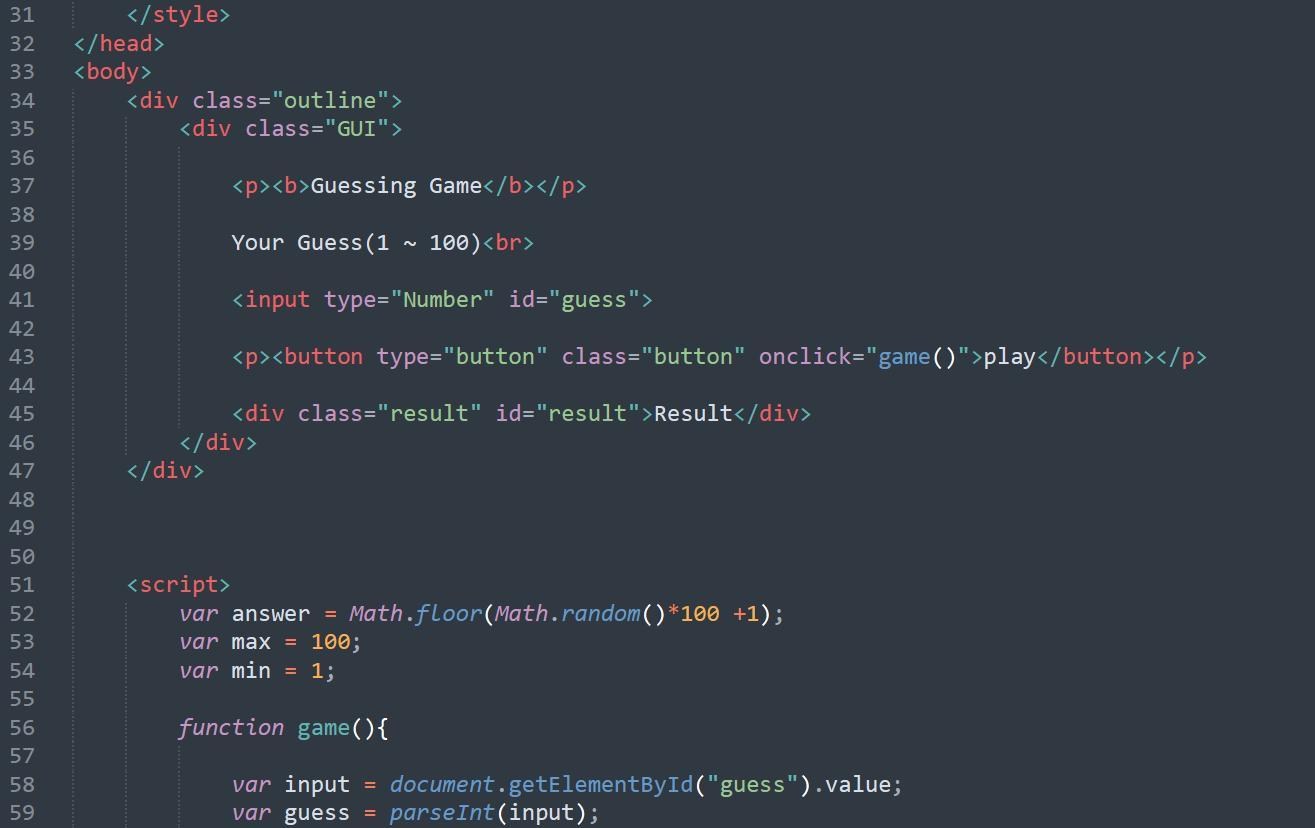 31 </style>
32 </head>
33 <body>
34 <div class="outline">
35 <div class="GUI">
36
37 <p><b>Guessing Game</b></p>
38
39 Your Guess(1 ~ 100)<br>
40
41 <input type="Number" id="guess">
42
43 <p><button type="button" class="button" onclick="game()">play</button></p>
44
45 <div class="result" id="result">Result</div>
46 </div>
47 </div>
48
49
50
51 <script>
52 var answer = Math.floor(Math.random()*100 +1);
53 var max = 100;
54 var min = 1;
55
56 function game(){
57
58 var input = document.getElementById("guess").value;
59 var guess = parseInt(input);